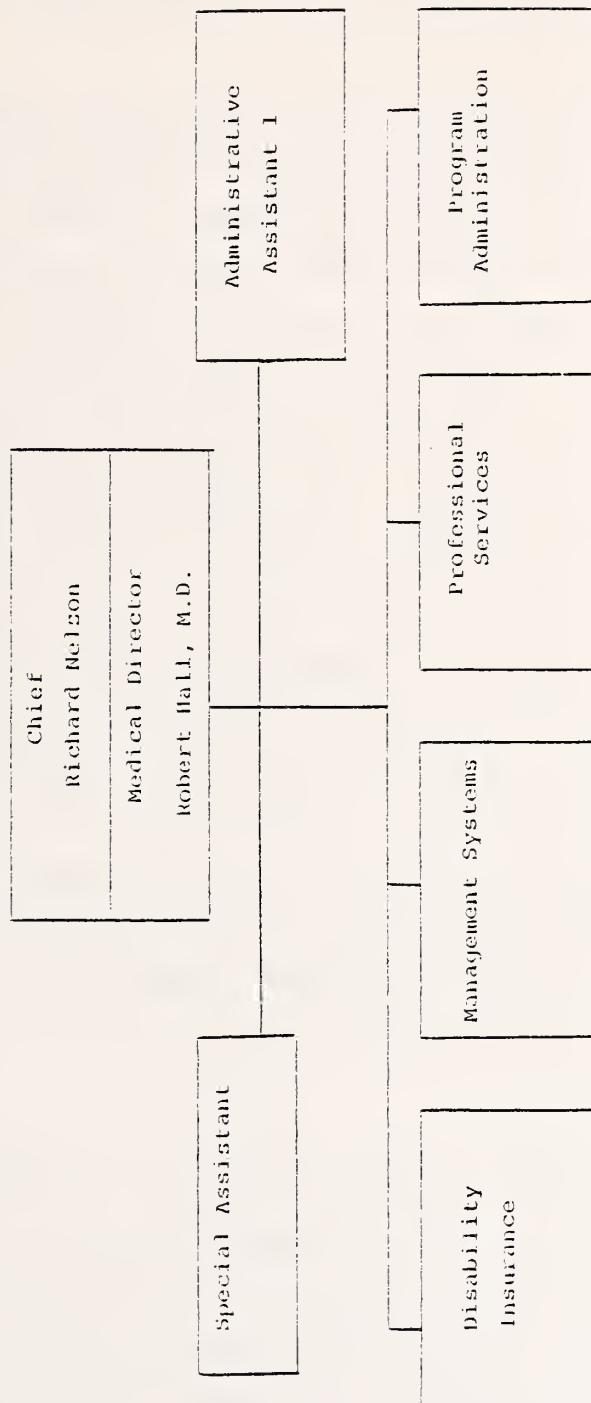 Chief
Richard Nelson
Medical Director
Robert Hall, M.D.
Special Assistant
Administrative
Assistant 1
Disability
Insurance
Management Systems
Professional
Services
Program
Administration